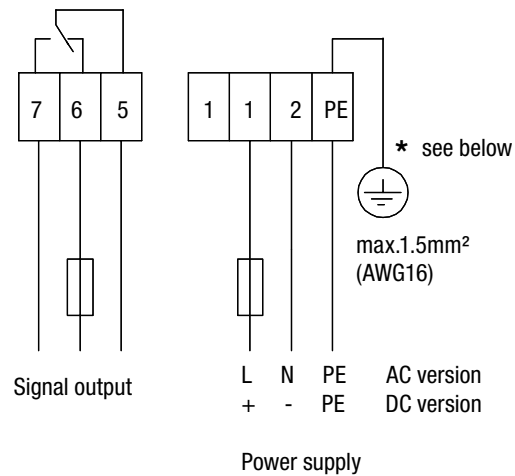 7 6 5
1 1 2 PE
* see below
max.1.5mm²
(AWG16)
Signal output
L N PE AC version
+ - PE DC version
Power supply